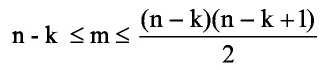 n - k ≤ m ≤ (n − k)(n − k + 1) / 2